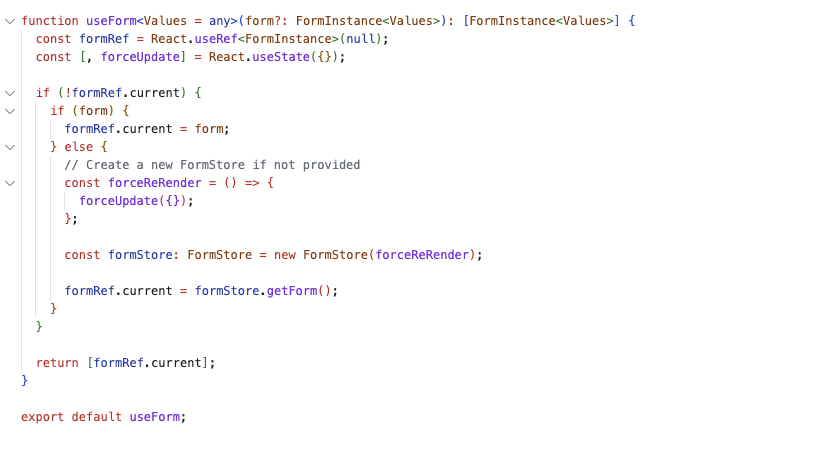 function useForm<Values = any>(form?: FormInstance<Values>): [FormInstance<Values>] {
  const formRef = React.useRef<FormInstance>(null);
  const [, forceUpdate] = React.useState({});

  if (!formRef.current) {
    if (form) {
      formRef.current = form;
    } else {
      // Create a new FormStore if not provided
      const forceReRender = () => {
        forceUpdate({});
      };

      const formStore: FormStore = new FormStore(forceReRender);

      formRef.current = formStore.getForm();
    }
  }

  return [formRef.current];
}

export default useForm;